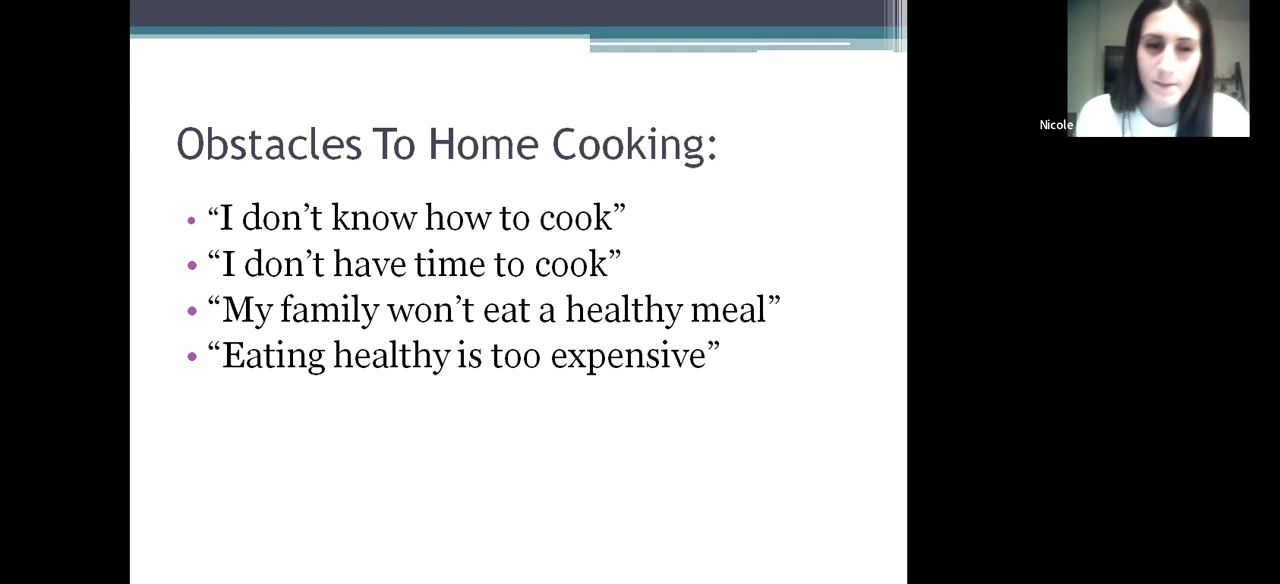 Obstacles To Home Cooking:
• “I don’t know how to cook”
• “I don’t have time to cook”
• “My family won’t eat a healthy meal”
• “Eating healthy is too expensive”
Nicole